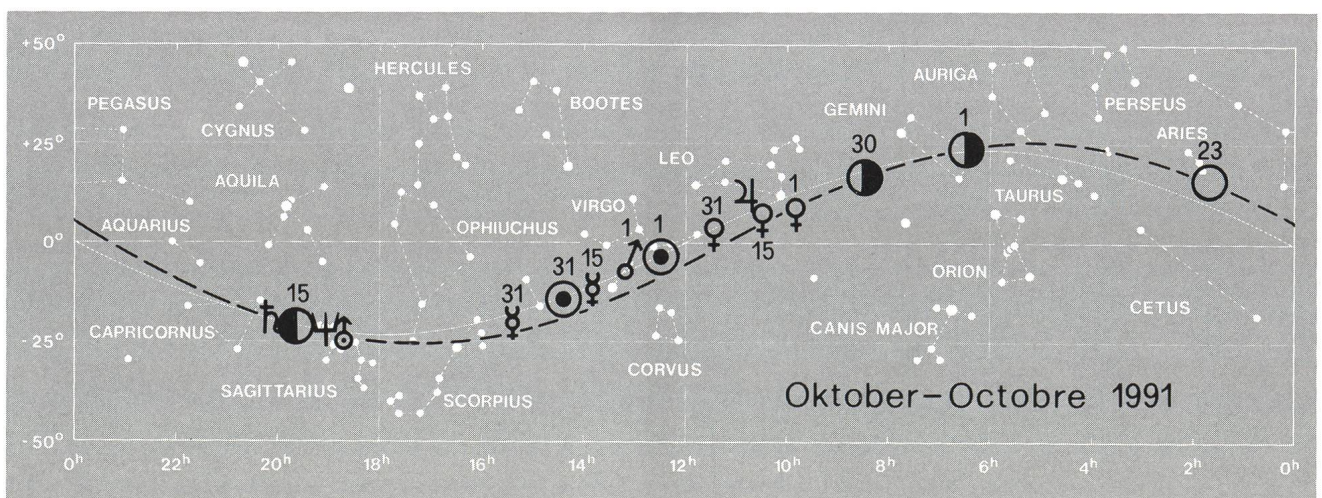 +50°
HERCULES
AURIGA
PEGASUS
BOOTES
GEMINI
PERSEUS
1
CYGNUS
ARIES
+25°
30
23
LEO
AQUILA
1
TAURUS
VIRGO
31
AQUARIUS
OPHIUCHUS
1
1
0°
15
15
31
ORION
15
31
CETUS
CAPRICORNUS
CANIS MAJOR
-25°
CORVUS
SAGITTARIUS
SCORPIUS
Oktober–Octobre 1991
-50°
0h 22h 20h 18h 16h 14h 12h 10h 8h 6h 4h 2h 0h